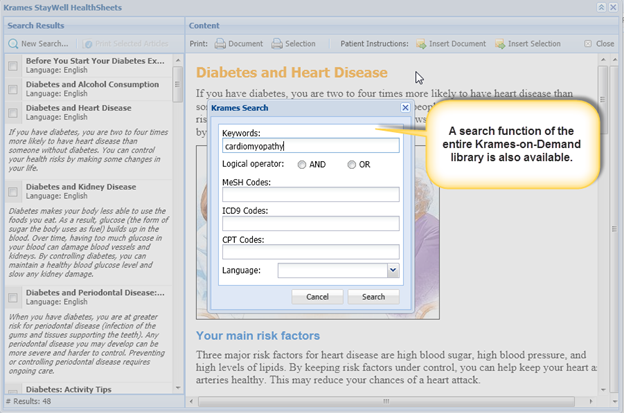 Krames StayWell HealthSheets
Search Results
New Search...
Print Selected Articles
Before You Start Your Diabetes Ex...
Language: English
Diabetes and Alcohol Consumption
Language: English
Diabetes and Heart Disease
Language: English
If you have diabetes, you are two to four times
more likely to have heart disease than
someone without diabetes. You can control
your health risks by making some changes in
your life.
Diabetes and Kidney Disease
Language: English
Diabetes makes your body less able to use the
foods you eat. As a result, glucose (the form of
sugar the body uses as fuel) builds up in the
blood. Over time, having too much glucose in
your blood can damage blood vessels and
kidneys. By controlling diabetes, you can
maintain a healthy blood glucose level and
slow any kidney damage.
Diabetes and Periodontal Disease:...
Language: English
When you have diabetes, you are at greater
risk for periodontal disease (infection of the
gums and tissues supporting the teeth). Any
periodontal disease you may develop can be
more severe and harder to control. Preventing
or controlling periodontal disease requires
ongoing care.
Diabetes: Activity Tips
# Results: 48
Content
Print: Document Selection Patient Instructions: Insert Document Insert Selection Close
Diabetes and Heart Disease
If you have diabetes, you are two to four times more likely to have heart disease than
Krames Search
Keywords:
cardiomyopathy
Logical operator: AND OR
MeSH Codes:
ICD9 Codes:
CPT Codes:
Language:
Cancel Search
A search function of the
entire Krames-on-Demand
library is also available.
Your main risk factors
Three major risk factors for heart disease are high blood sugar, high blood pressure, and
high levels of lipids. By keeping risk factors under control, you can help keep your heart a
arteries healthy. This may reduce your chances of a heart attack.